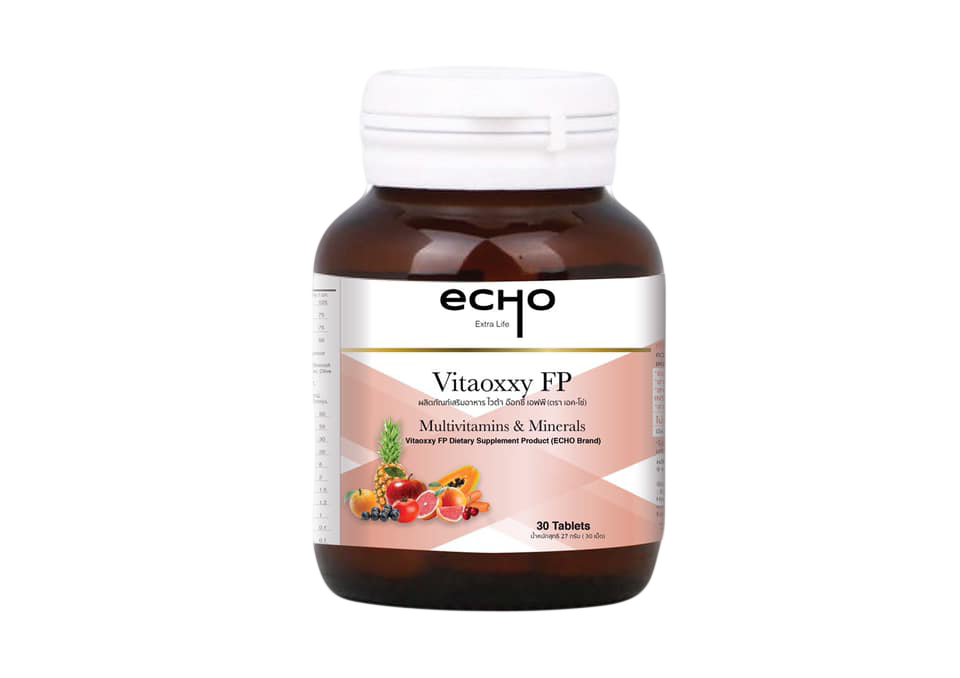 eCHO
Extra Life
Vitaoxxy FP
ผลิตภัณฑ์เสริมอาหาร ไวต้า อ๊อกซี่ เอฟพี (ตรา เอค-โค่)
Multivitamins & Minerals
Vitaoxxy FP Dietary Supplement Product (ECHO Brand)
30 Tablets
น้ำหนักสุทธิ 27 กรัม ( 30 เม็ด)